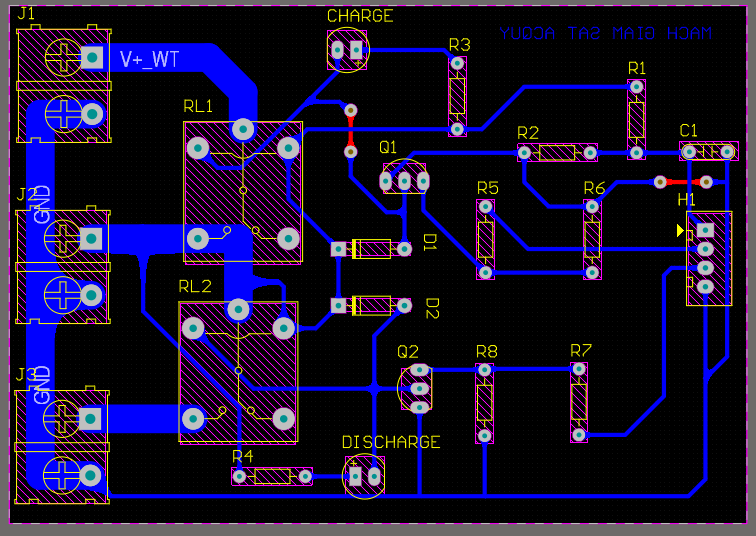 J1
CHARGE
MACH GIAM SAT ACQUY
V+_WT
R3
R1
RL1
Q1
R2
C1
J2
GND
R5
R6
H1
D1
RL2
D2
J3
GND
Q2
R8
R7
DISCHARGE
R4